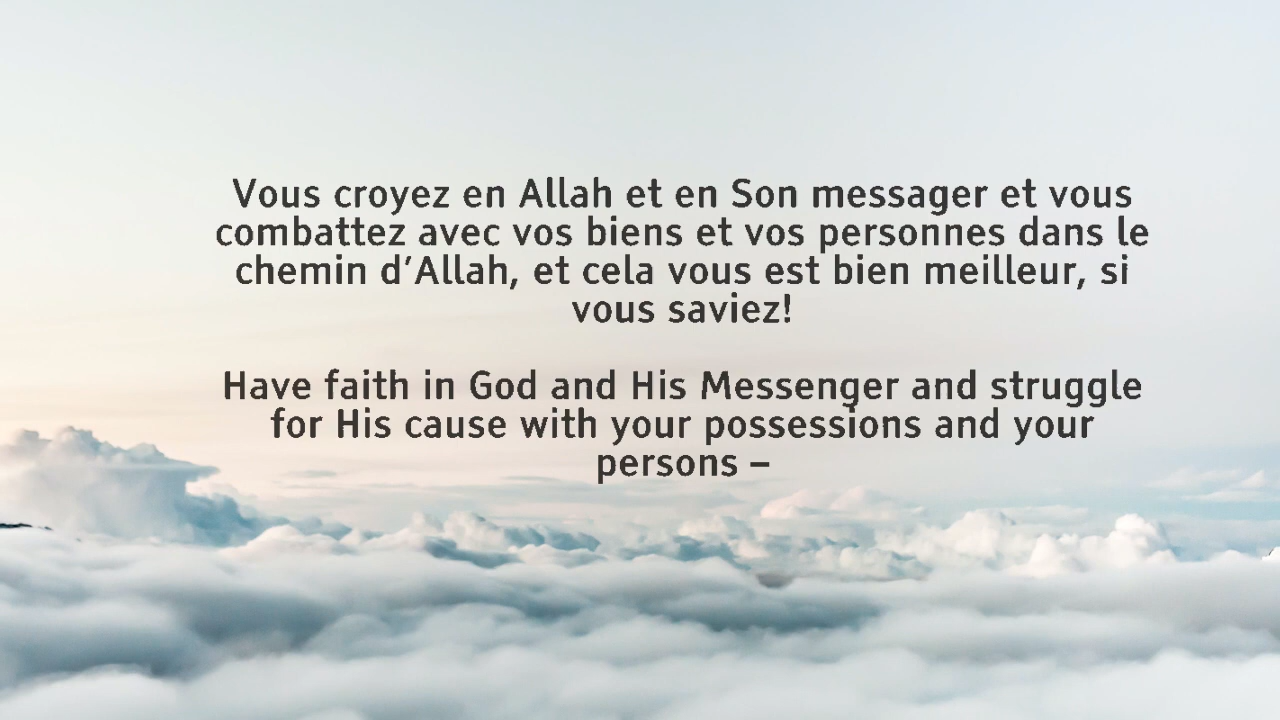 Vous croyez en Allah et en Son messager et vous
combattez avec vos biens et vos personnes dans le
chemin d’Allah, et cela vous est bien meilleur, si
vous saviez!
Have faith in God and His Messenger and struggle
for His cause with your possessions and your
persons –